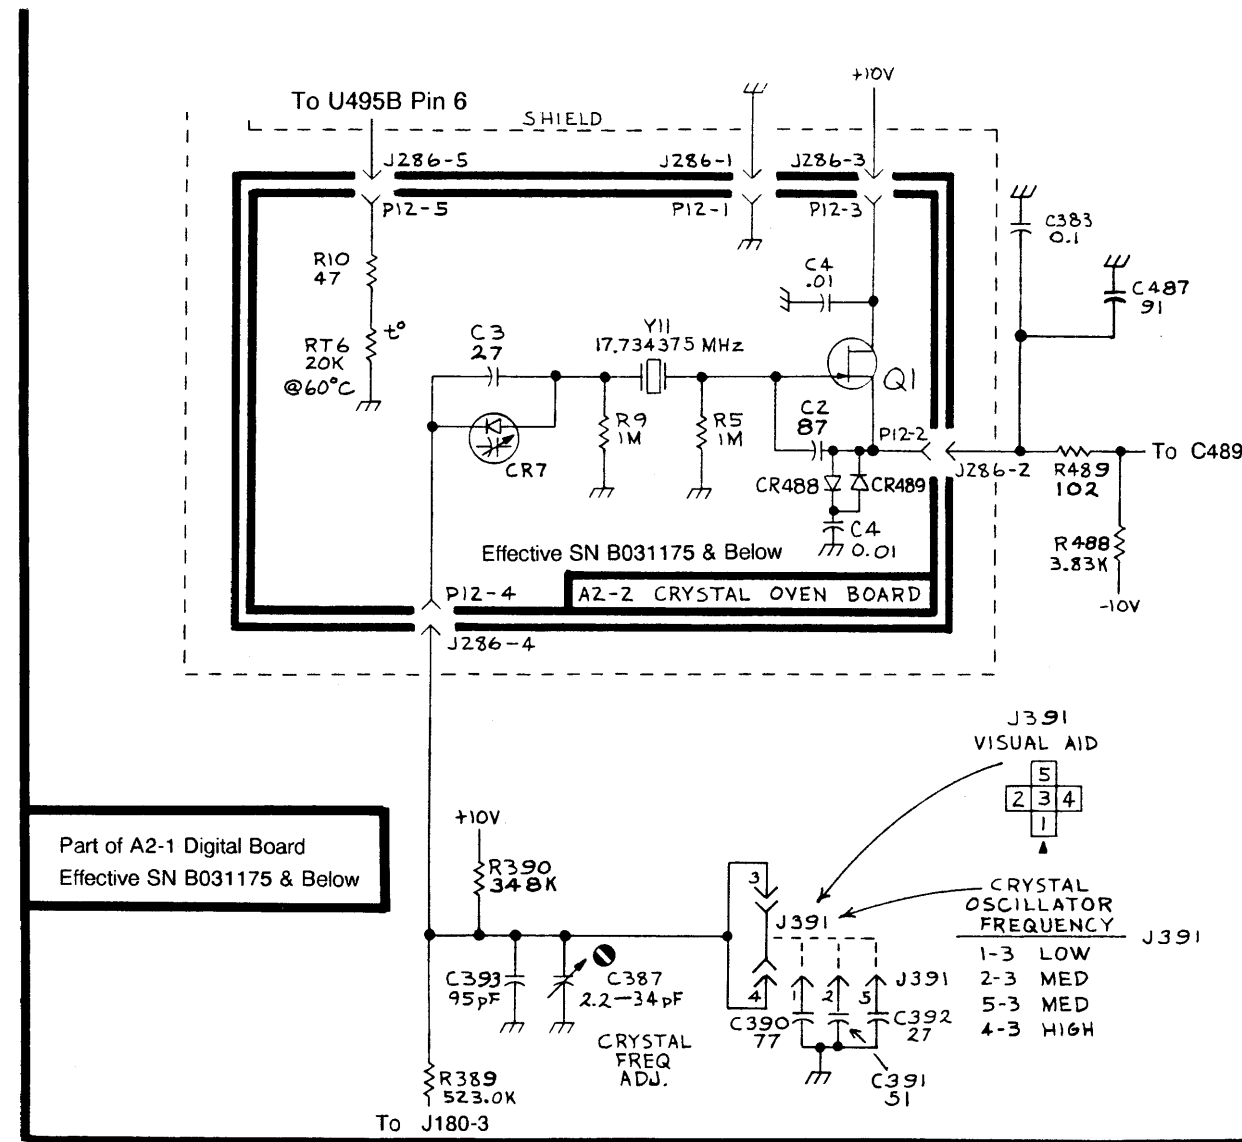 +10V
To U495B Pin 6
SHIELD
J286-5
J286-1
J286-3
P12-5
P12-1
P12-3
C383
0.1
R10
47
C4
.01
C487
91
t°
RT6
20K
@60°C
C3
27
Y11
17.734375 MHz
Q1
R9
1M
R5
1M
C2
87
P12-2
To C489
CR7
J286-2
R489
102
CR488
CR489
C4
0.01
Effective SN B031175 & Below
R488
3.83K
A2-2 CRYSTAL OVEN BOARD
P12-4
-10V
J286-4
J391
VISUAL AID
5
2 3 4
1
+10V
Part of A2-1 Digital Board
Effective SN B031175 & Below
R390
348K
3
J391
CRYSTAL
OSCILLATOR
FREQUENCY
J391
1-3 LOW
2-3 MED
5-3 MED
4-3 HIGH
C393
95pF
C387
2.2-34pF
4
1
2
5
J391
C390
77
C392
27
CRYSTAL
FREQ
ADJ.
C391
51
R389
523.0K
To J180-3